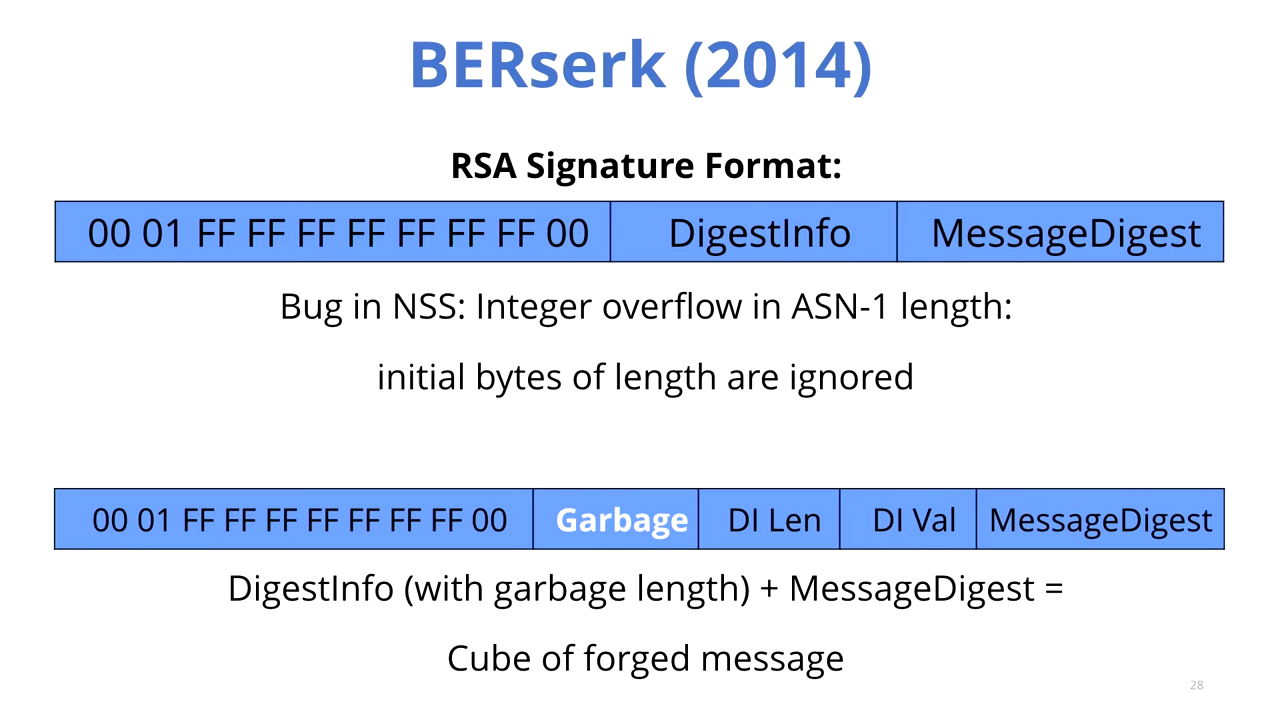 BERserk (2014)
RSA Signature Format:
00 01 FF FF FF FF FF FF FF 00 DigestInfo MessageDigest
Bug in NSS: Integer overflow in ASN-1 length:
initial bytes of length are ignored
00 01 FF FF FF FF FF FF FF 00 Garbage DI Len DI Val MessageDigest
DigestInfo (with garbage length) + MessageDigest =
Cube of forged message
28